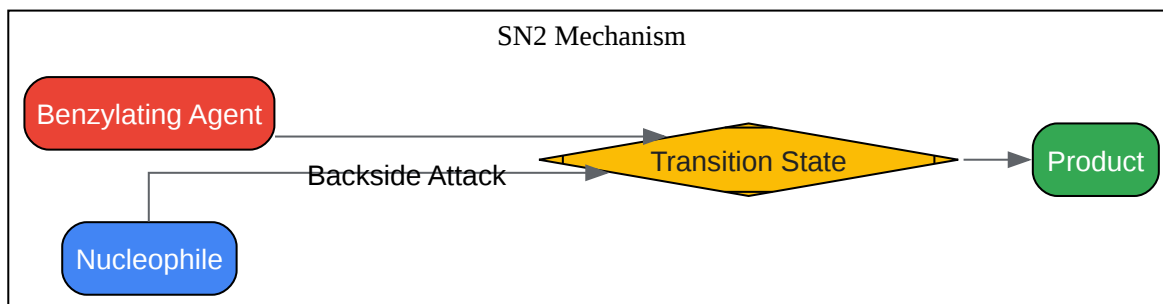 SN2 Mechanism
Benzylating Agent
Transition State
Product
Backside Attack
Nucleophile